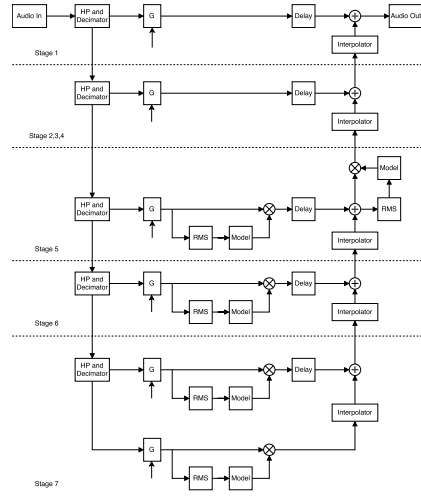 Audio In
HP and
Decimator
G
Delay
Audio Out
Interpolator
Stage 1
HP and
Decimator
G
Delay
Stage 2,3,4
Interpolator
Model
HP and
Decimator
G
Delay
RMS
RMS
Model
Stage 5
Interpolator
HP and
Decimator
G
Delay
RMS
Model
Interpolator
Stage 6
HP and
Decimator
G
Delay
RMS
Model
Interpolator
G
RMS
Model
Stage 7